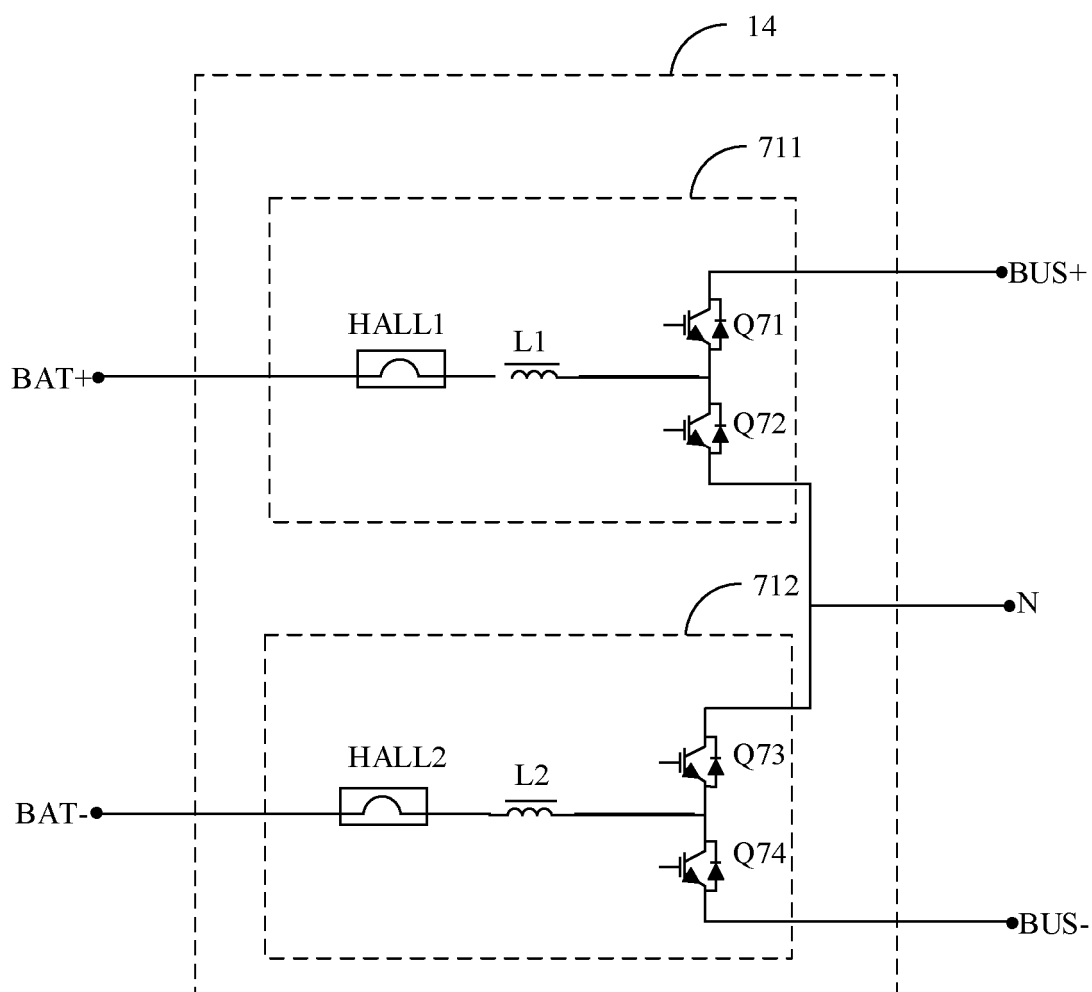 14
711
BUS+
HALL1
L1
Q71
BAT+
Q72
712
N
HALL2
L2
Q73
BAT-
Q74
BUS-